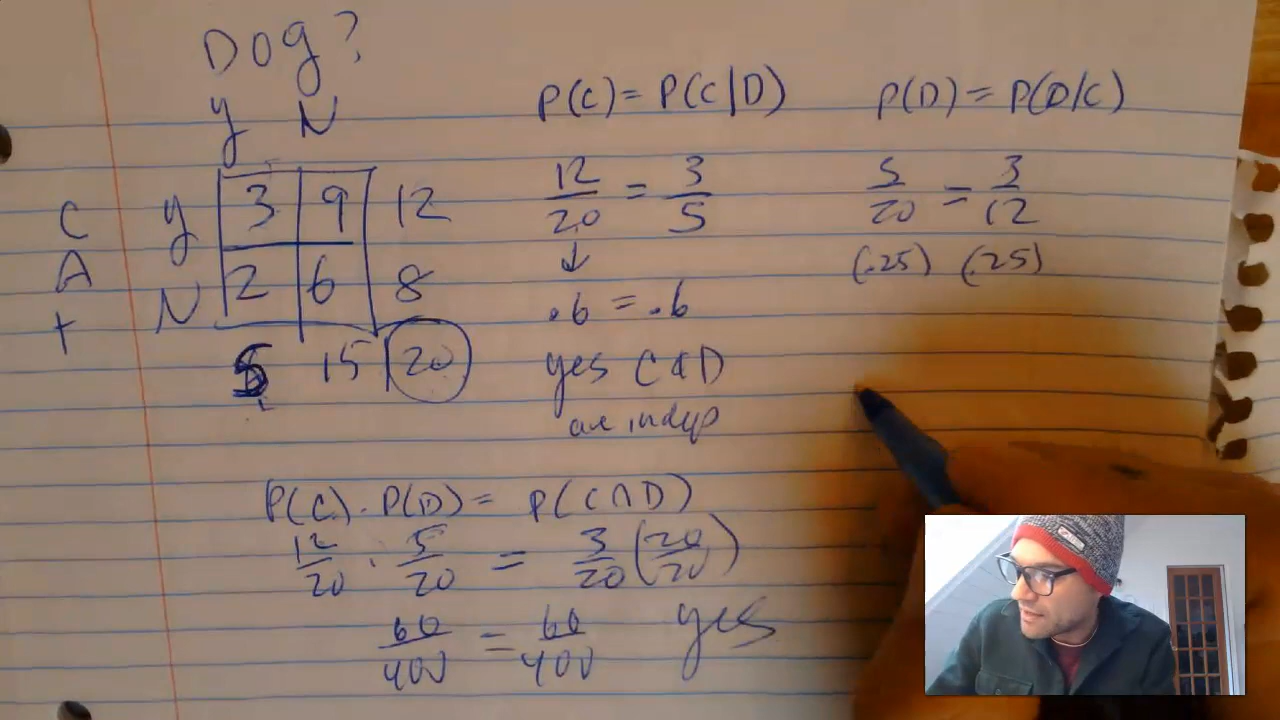 Dog?
y N
C y 3 9 12
A N 2 6 8
T 5 15 20
P(C) = P(C|D)
12/20 = 3/5
↓
.6 = .6
yes C & D
are indep
P(D) = P(D|C)
5/20 = 3/12
(.25) (.25)
P(C) · P(D) = P(C∩D)
12/20 · 5/20 = 3/20 (20/20)
60/400 = 60/400 yes